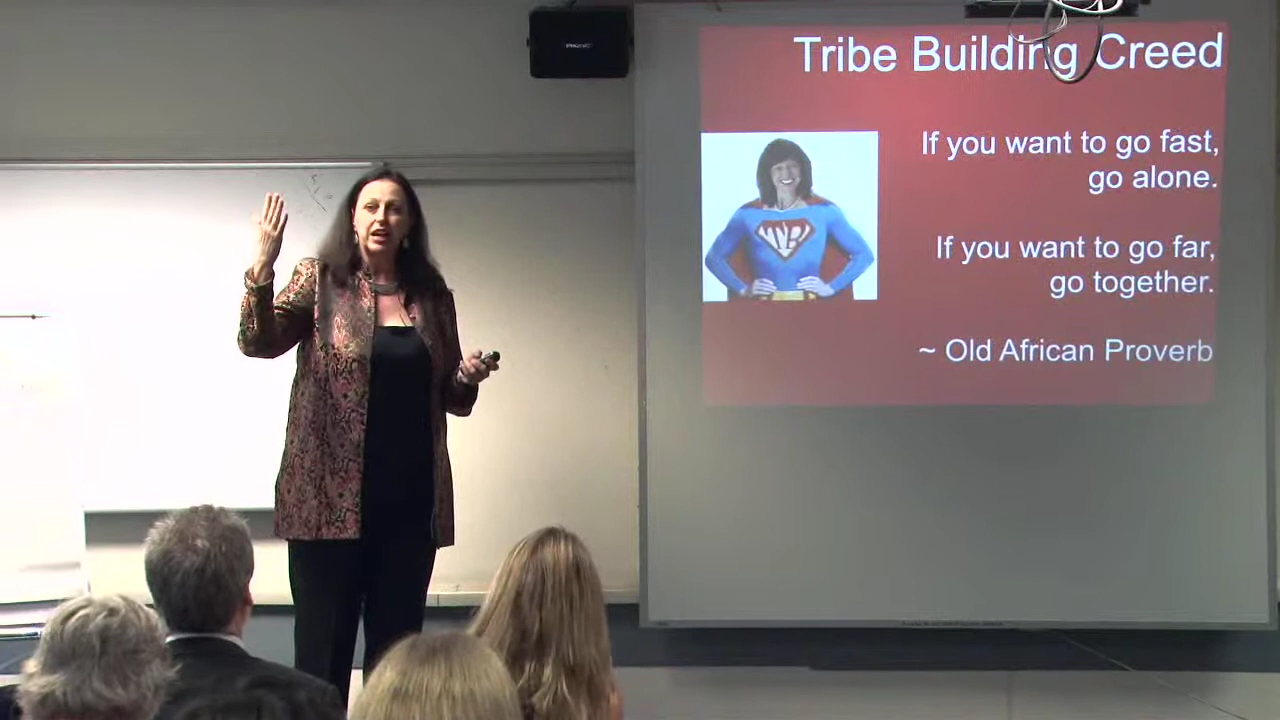 Tribe Building Creed
If you want to go fast,
go alone.
If you want to go far,
go together.
~ Old African Proverb